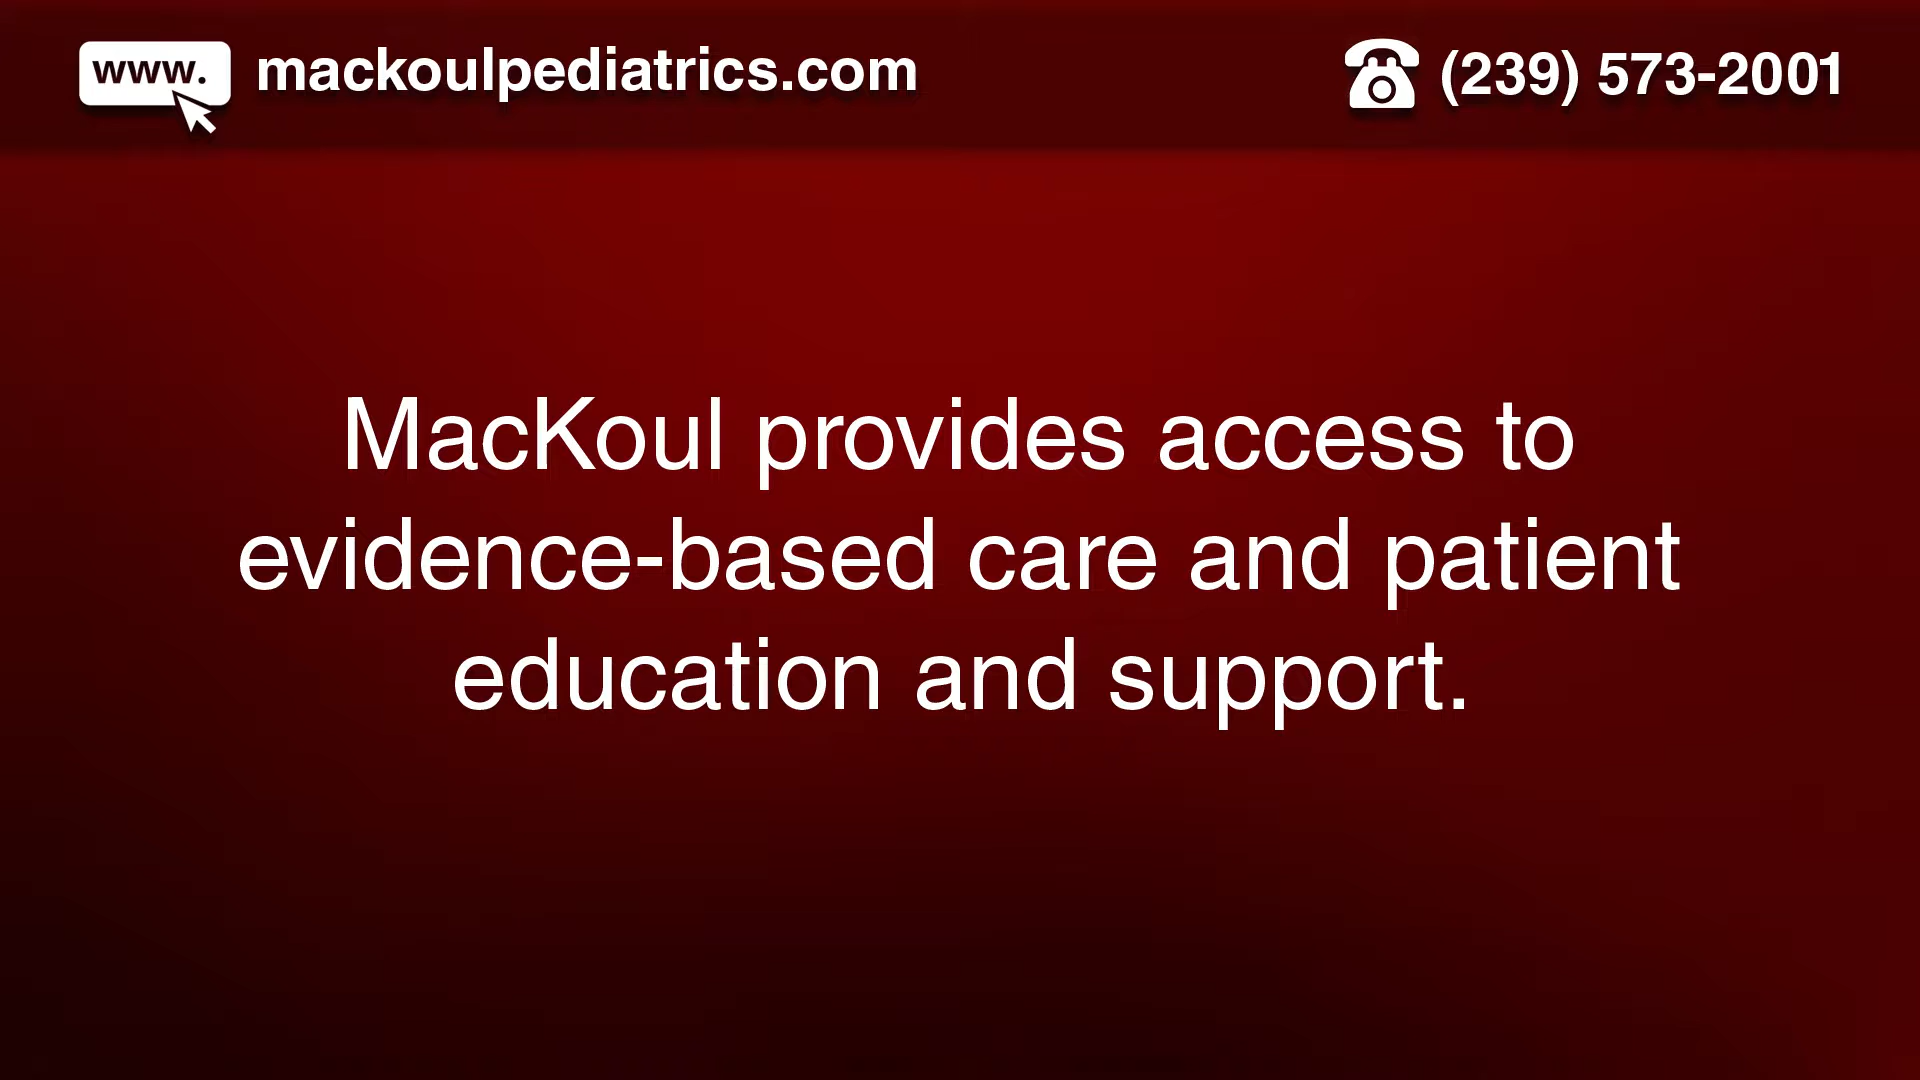 www. mackoulpediatrics.com (239) 573-2001
MacKoul provides access to
evidence-based care and patient
education and support.